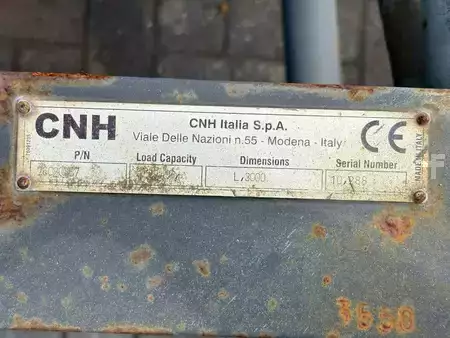 CNH
CNH Italia S.p.A.
Viale Delle Nazioni n.55 - Modena - Italy
CE
MADE IN ITALY
P/N Load Capacity Dimensions Serial Number
L.3000